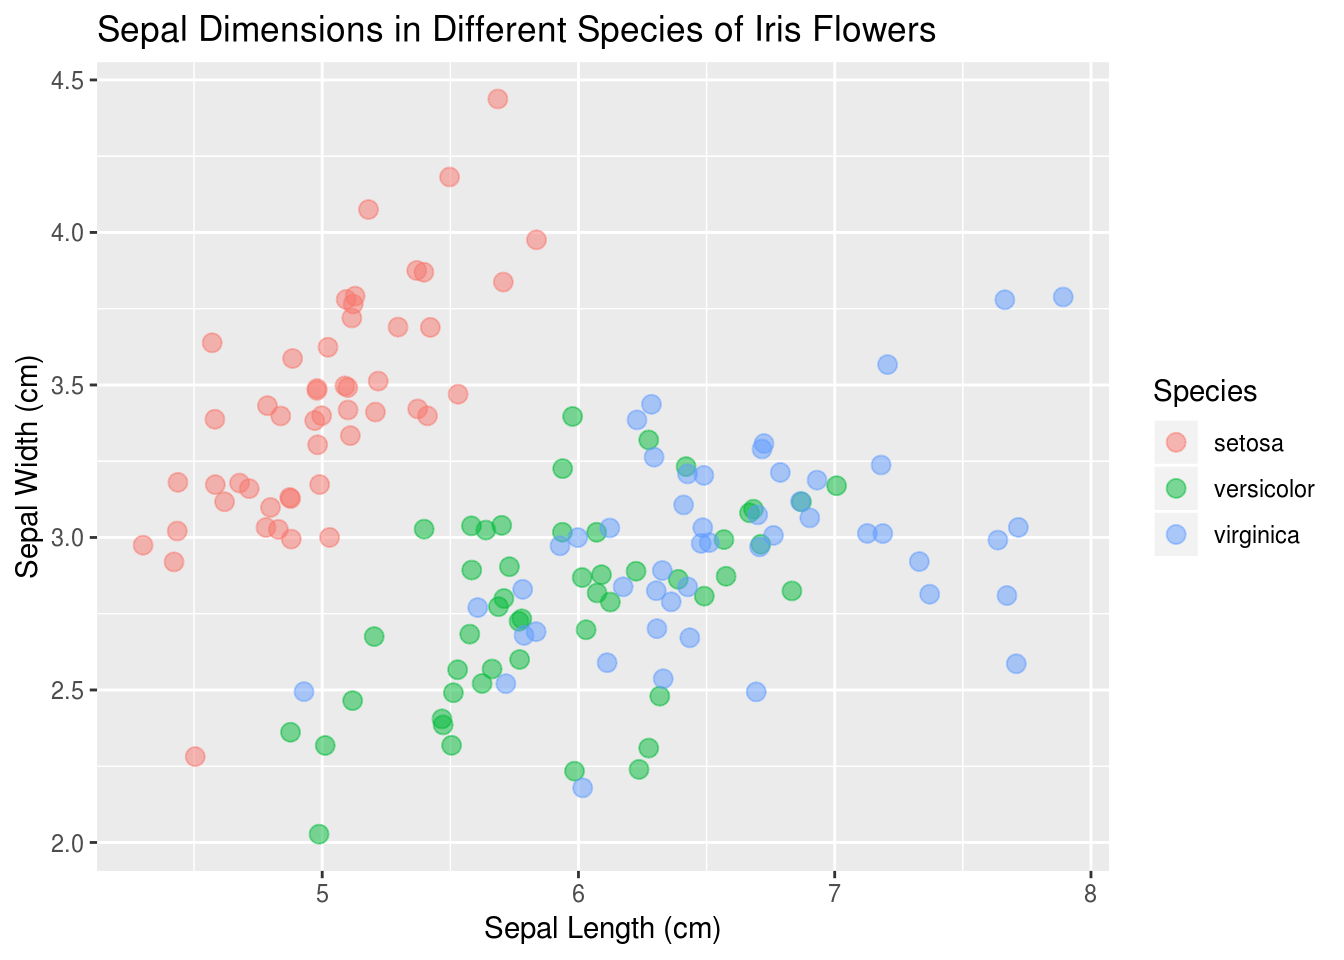 Sepal Dimensions in Different Species of Iris Flowers
4.5
4.0
3.5
3.0
2.5
2.0
Sepal Width (cm)
5 6 7 8
Sepal Length (cm)
Species
setosa
versicolor
virginica